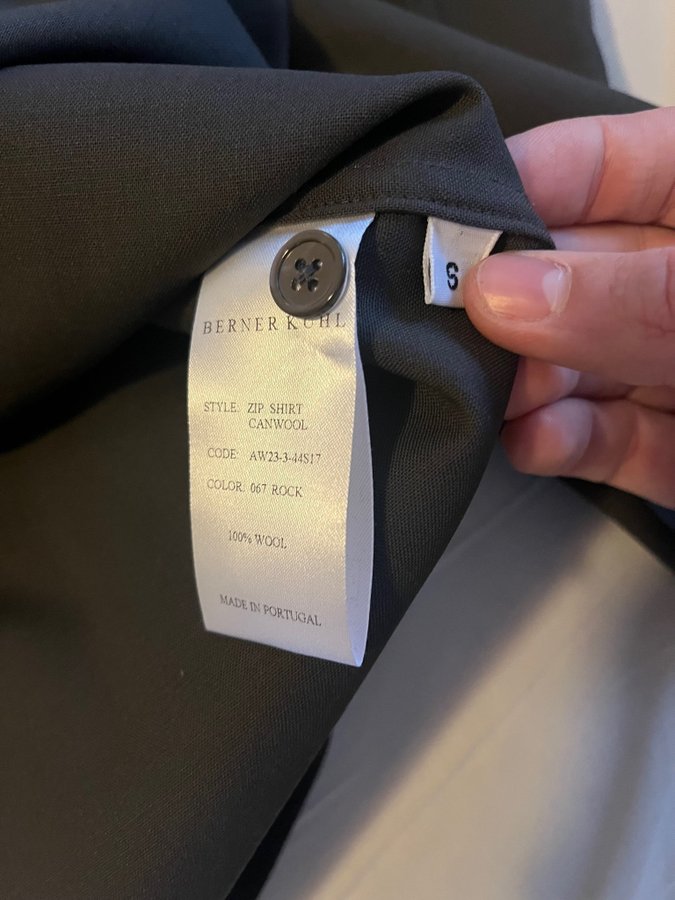 BERNER KUHL
S
STYLE: ZIP SHIRT
CANWOOL
CODE: AW23-3-44S17
COLOR: 067 ROCK
100% WOOL
MADE IN PORTUGAL